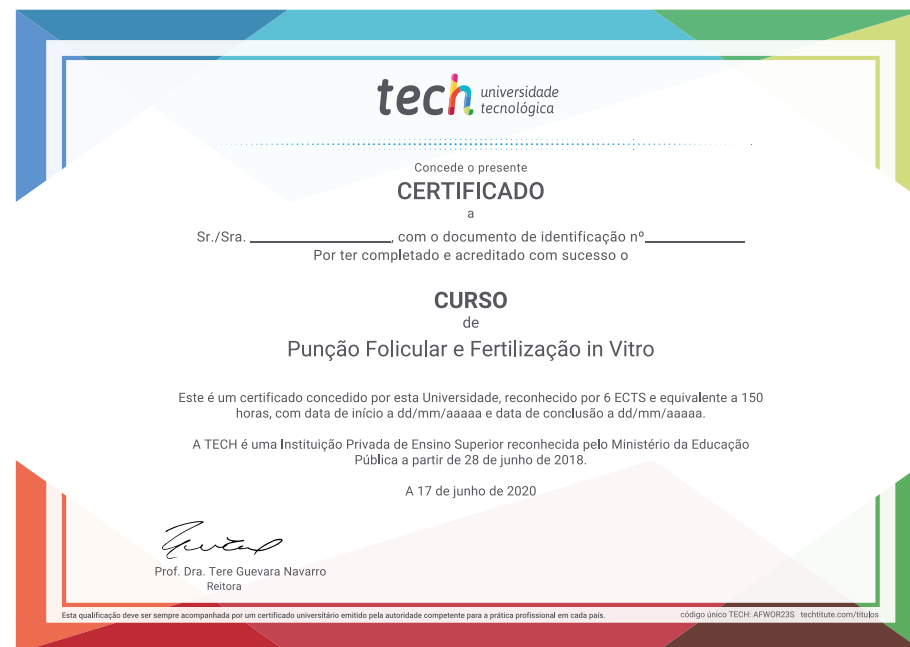 tech universidade
tecnológica
Concede o presente
CERTIFICADO
a
Sr./Sra. ____________________, com o documento de identificação nº______________
Por ter completado e acreditado com sucesso o
CURSO
de
Punção Folicular e Fertilização in Vitro
Este é um certificado concedido por esta Universidade, reconhecido por 6 ECTS e equivalente a 150
horas, com data de início a dd/mm/aaaaa e data de conclusão a dd/mm/aaaaa.
A TECH é uma Instituição Privada de Ensino Superior reconhecida pelo Ministério da Educação
Pública a partir de 28 de junho de 2018.
A 17 de junho de 2020
Prof. Dra. Tere Guevara Navarro
Reitora
Esta qualificação deve ser sempre acompanhada por um certificado universitário emitido pela autoridade competente para a prática profissional em cada país.
código único TECH: AFWOR23S techtitute.com/titulos